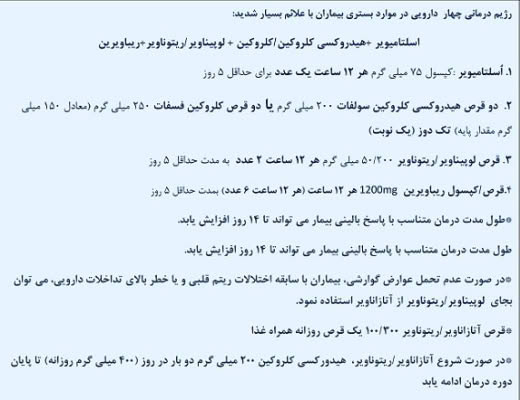 رژیم درمانی چهار دارویی در موارد بستری بیماران با علائم بسیار شدید:
اسلتامیویر +هیدروکسی کلروکین/کلروکین + لوپیناویر/ریتوناویر+ریباویرین
۱. اُسلتامیویر :کپسول ۷۵ میلی گرم هر ۱۲ ساعت یک عدد برای حداقل ۵ روز
۲. دو قرص هیدروکسی کلروکین سولفات ۲۰۰ میلی گرم یا دو قرص کلروکین فسفات ۲۵۰ میلی گرم (معادل ۱۵۰ میلی
گرم مقدار پایه) تک دوز (یک نوبت)
۳. قرص لوپیناویر/ریتوناویر ۵۰/۲۰۰ میلی گرم هر ۱۲ ساعت ۲ عدد به مدت حداقل ۵ روز
۴.قرص/کپسول ریباویرین 1200mg هر ۱۲ ساعت (هر ۱۲ ساعت ۶ عدد) بمدت حداقل ۵ روز
*طول مدت درمان متناسب با پاسخ بالینی بیمار می تواند تا ۱۴ روز افزایش یابد.
طول مدت درمان متناسب با پاسخ بالینی بیمار می تواند تا ۱۴ روز افزایش یابد.
*در صورت عدم تحمل عوارض گوارشی، بیماران با سابقه اختلالات ریتم قلبی و یا خطر بالای تداخلات دارویی، می توان
بجای لوپیناویر/ریتوناویر از آتازاناویر استفاده نمود.
*قرص آتازاناویر/ریتوناویر ۱۰۰/۳۰۰ یک قرص روزانه همراه غذا
*در صورت شروع آتازاناویر/ریتوناویر، هیدورکسی کلروکین ۲۰۰ میلی گرم دو بار در روز (۴۰۰ میلی گرم روزانه) تا پایان
دوره درمان ادامه یابد